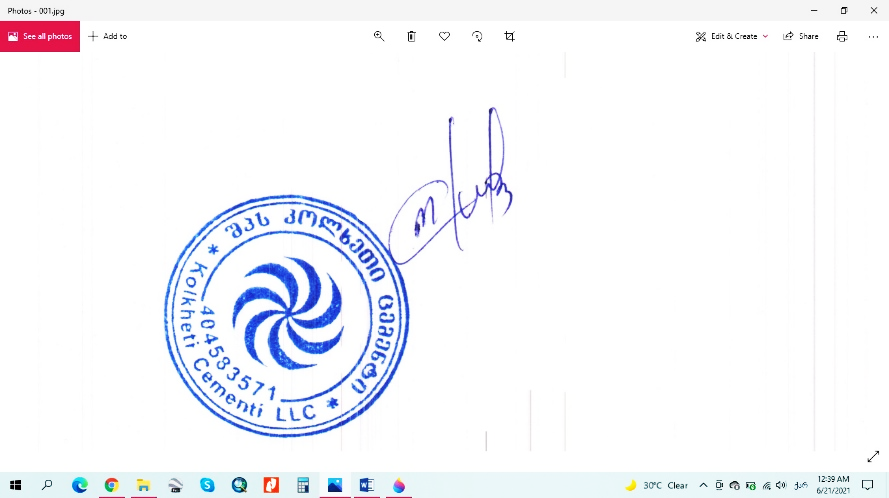 Photos - 001.jpg
See all photos
Add to
Edit & Create
Share
* შპს კოლხეთი ცემენტი *
Kolkheti Cementi LLC
404583571
30°C Clear
12:39 AM
6/21/2021